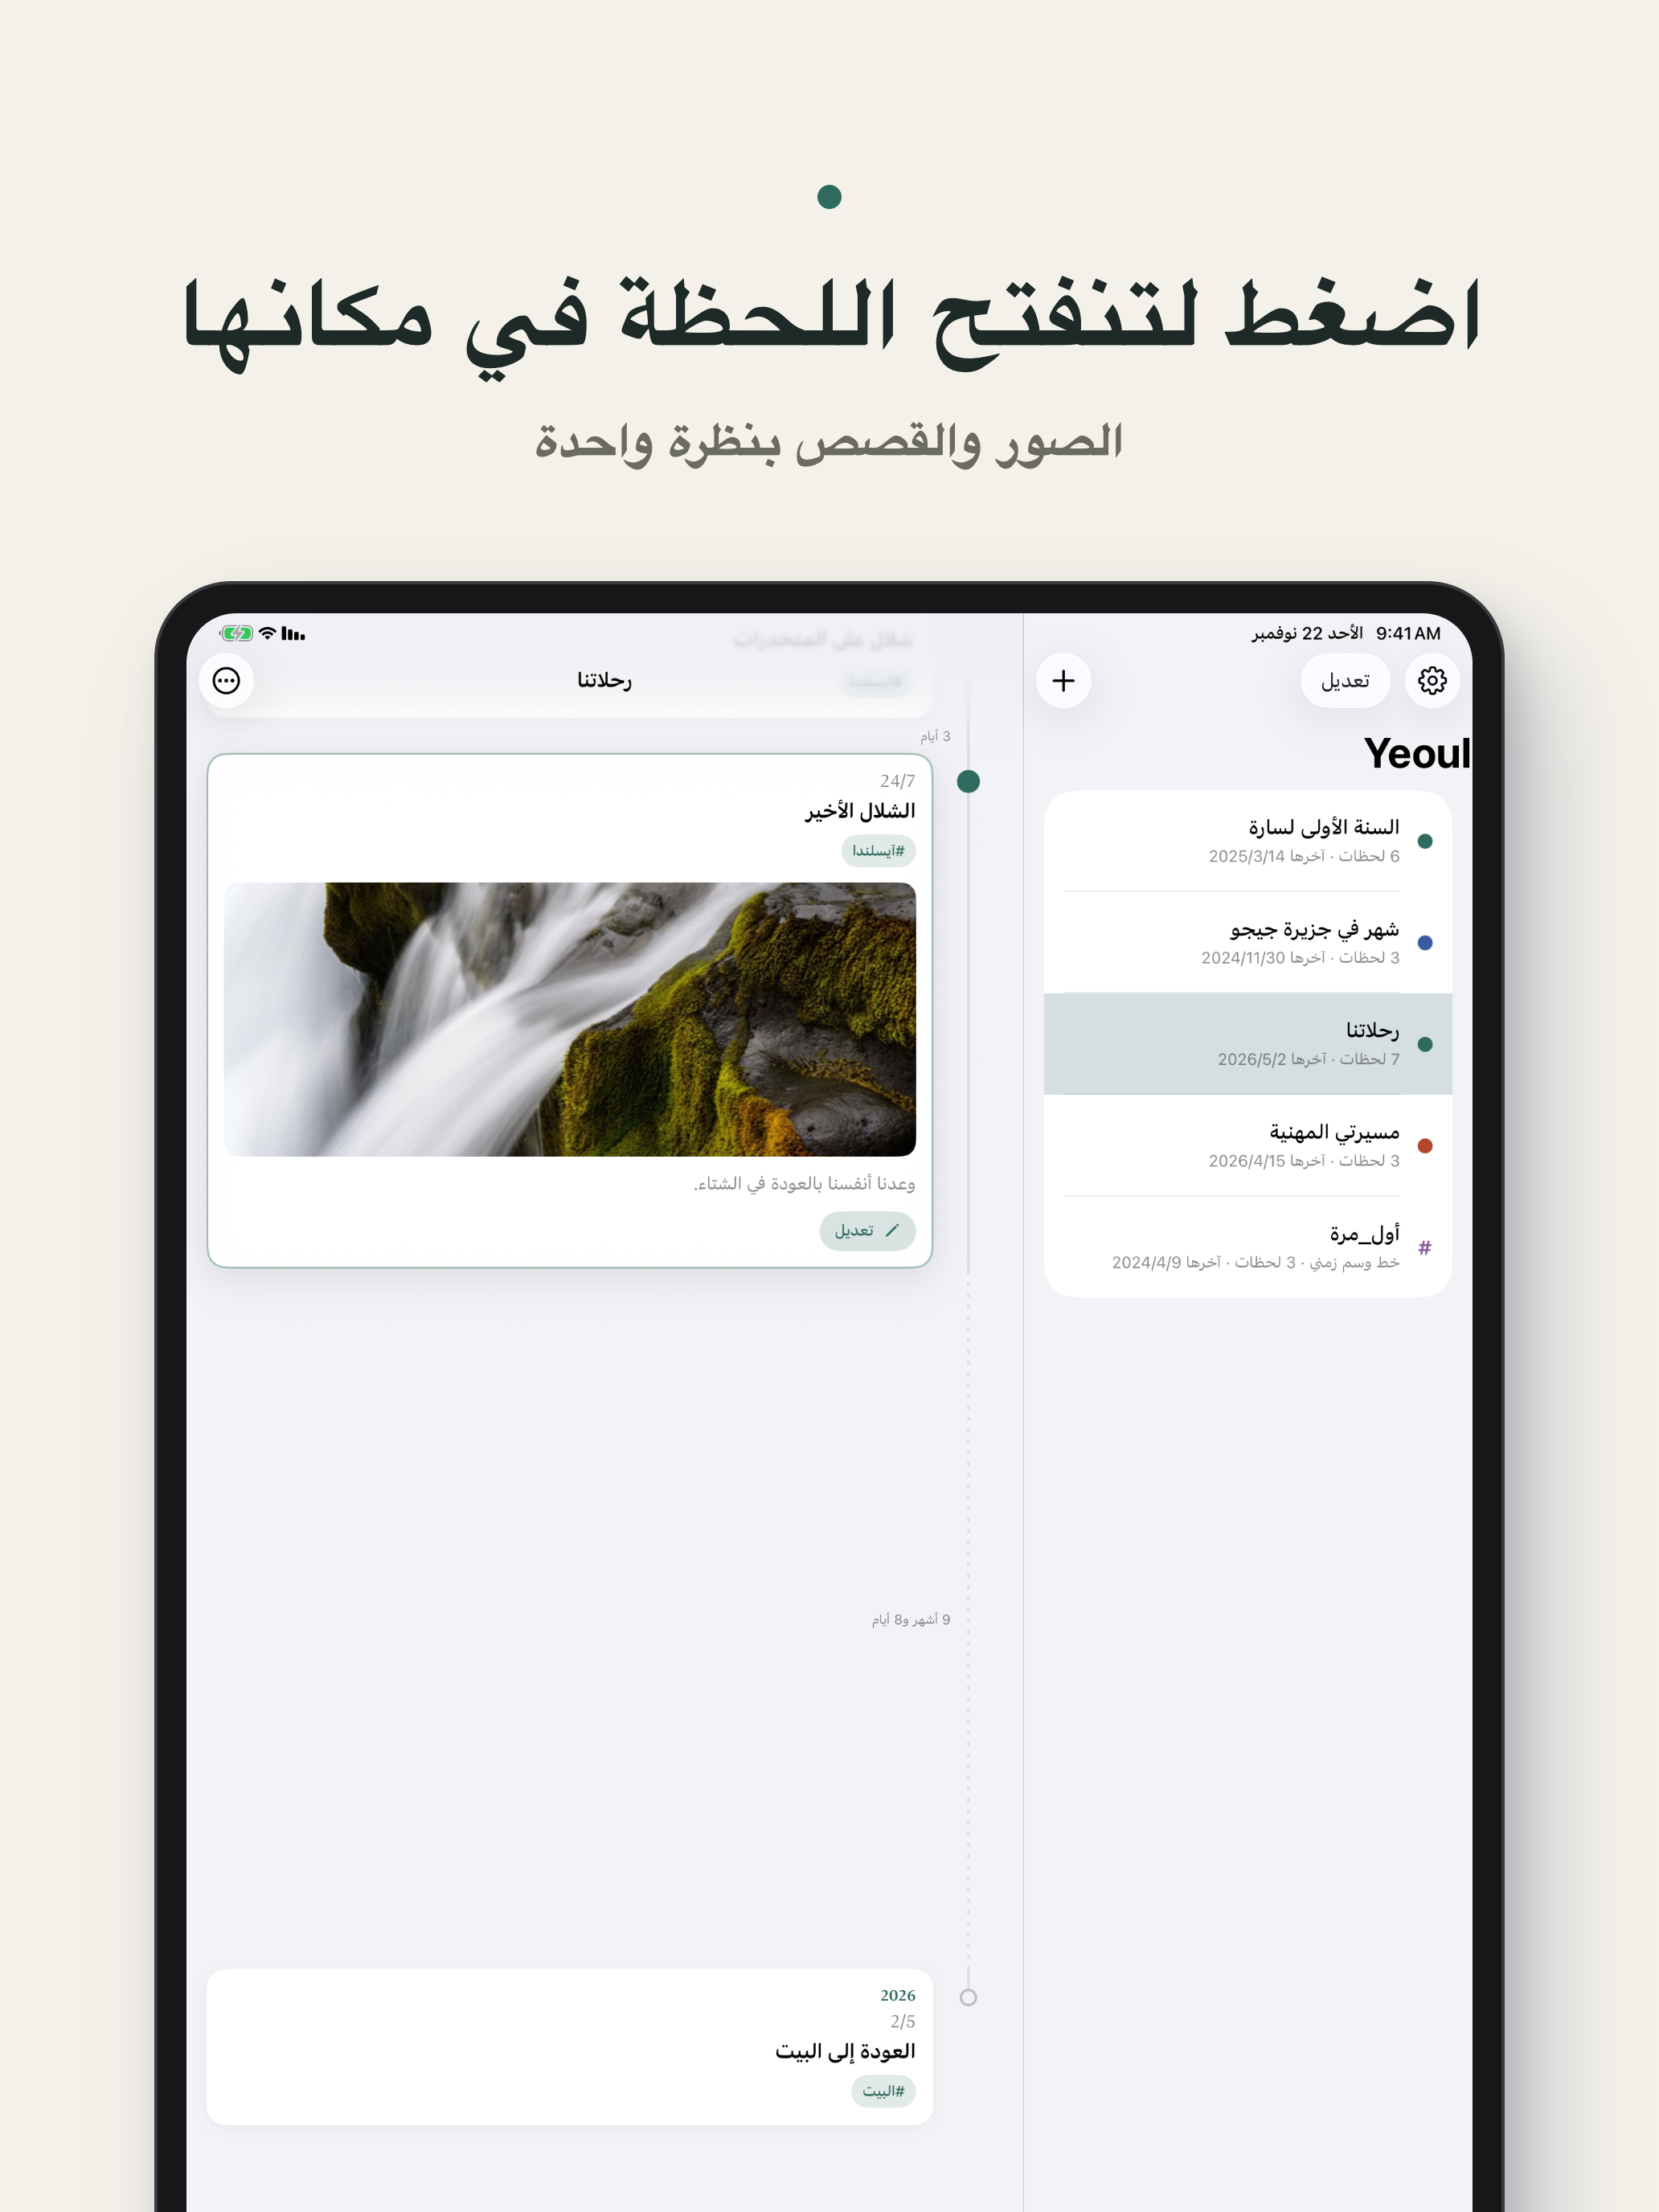 اضغط لتنفتح اللحظة في مكانها
الصور والقصص بنظرة واحدة
9:41 AM الأحد 22 نوفمبر
تعديل
Yeoul
السنة الأولى لسارة
6 لحظات · آخرها 2025/3/14
شهر في جزيرة جيجو
3 لحظات · آخرها 2024/11/30
رحلاتنا
7 لحظات · آخرها 2026/5/2
مسيرتي المهنية
3 لحظات · آخرها 2026/4/15
# أول_مرة
خط وسم زمني · 3 لحظات · آخرها 2024/4/9
شلال على المنحدرات
رحلاتنا
#آيسلندا
3 أيام
24/7
الشلال الأخير
#آيسلندا
وعدنا أنفسنا بالعودة في الشتاء.
تعديل
9 أشهر و8 أيام
2026
2/5
العودة إلى البيت
#البيت